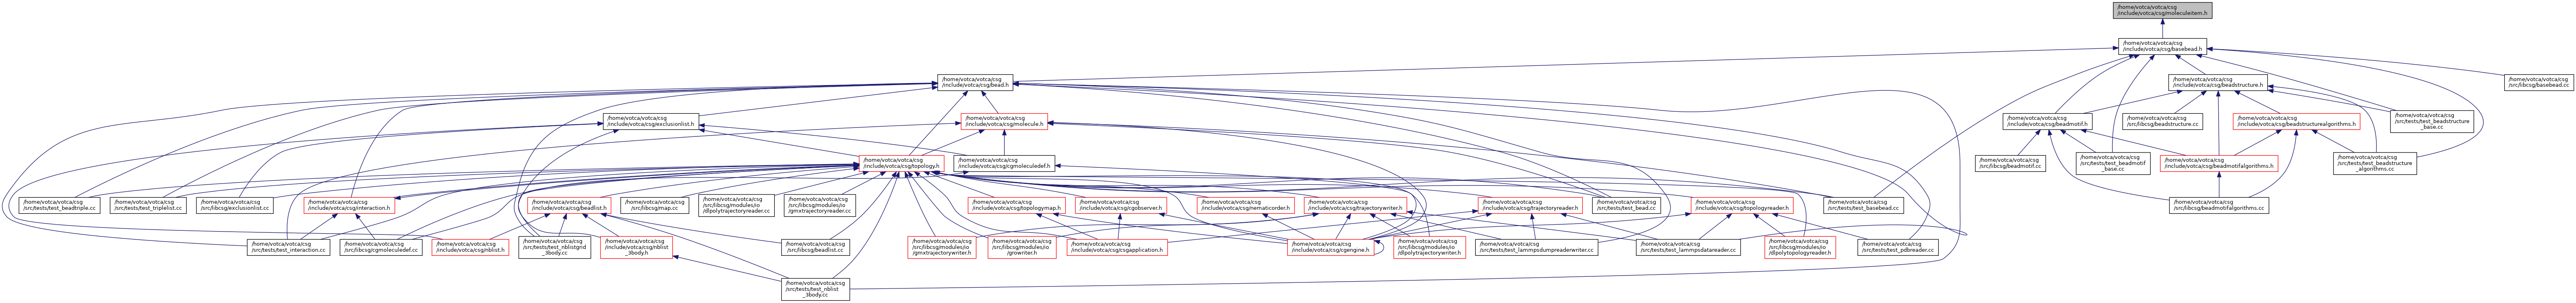 /home/votca/votca/csg
/include/votca/csg/moleculeitem.h
/home/votca/votca/csg
/include/votca/csg/basebead.h
/home/votca/votca/csg
/include/votca/csg/bead.h
/home/votca/votca/csg
/include/votca/csg/beadstructure.h
/home/votca/votca/csg
/src/libcsg/basebead.cc
/home/votca/votca/csg
/include/votca/csg/exclusionlist.h
/home/votca/votca/csg
/include/votca/csg/molecule.h
/home/votca/votca/csg
/include/votca/csg/beadmotif.h
/home/votca/votca/csg
/src/libcsg/beadstructure.cc
/home/votca/votca/csg
/include/votca/csg/beadstructurealgorithms.h
/home/votca/votca/csg
/src/tests/test_beadstructure
_base.cc
/home/votca/votca/csg
/include/votca/csg/topology.h
/home/votca/votca/csg
/include/votca/csg/cgmoleculedef.h
/home/votca/votca/csg
/src/libcsg/beadmotif.cc
/home/votca/votca/csg
/src/tests/test_beadmotif
_base.cc
/home/votca/votca/csg
/include/votca/csg/beadmotifalgorithms.h
/home/votca/votca/csg
/src/tests/test_beadstructure
_algorithms.cc
/home/votca/votca/csg
/src/tests/test_beadtriple.cc
/home/votca/votca/csg
/src/tests/test_triplelist.cc
/home/votca/votca/csg
/src/libcsg/exclusionlist.cc
/home/votca/votca/csg
/include/votca/csg/interaction.h
/home/votca/votca/csg
/include/votca/csg/beadlist.h
/home/votca/votca/csg
/src/libcsg/map.cc
/home/votca/votca/csg
/src/libcsg/modules/io
/dlpolytrajectoryreader.cc
/home/votca/votca/csg
/src/libcsg/modules/io
/gmxtrajectoryreader.cc
/home/votca/votca/csg
/include/votca/csg/topologymap.h
/home/votca/votca/csg
/include/votca/csg/cgobserver.h
/home/votca/votca/csg
/include/votca/csg/nematicorder.h
/home/votca/votca/csg
/include/votca/csg/trajectorywriter.h
/home/votca/votca/csg
/include/votca/csg/trajectoryreader.h
/home/votca/votca/csg
/src/tests/test_bead.cc
/home/votca/votca/csg
/include/votca/csg/topologyreader.h
/home/votca/votca/csg
/src/tests/test_basebead.cc
/home/votca/votca/csg
/src/libcsg/beadmotifalgorithms.cc
/home/votca/votca/csg
/src/tests/test_interaction.cc
/home/votca/votca/csg
/src/libcsg/cgmoleculedef.cc
/home/votca/votca/csg
/include/votca/csg/nblist.h
/home/votca/votca/csg
/src/tests/test_nblistgrid
_3body.cc
/home/votca/votca/csg
/include/votca/csg/nblist
_3body.h
/home/votca/votca/csg
/src/libcsg/beadlist.cc
/home/votca/votca/csg
/src/libcsg/modules/io
/gmxtrajectorywriter.h
/home/votca/votca/csg
/src/libcsg/modules/io
/growriter.h
/home/votca/votca/csg
/include/votca/csg/csgapplication.h
/home/votca/votca/csg
/include/votca/csg/cgengine.h
/home/votca/votca/csg
/src/libcsg/modules/io
/dlpolytrajectorywriter.h
/home/votca/votca/csg
/src/tests/test_lammpsdumpreaderwriter.cc
/home/votca/votca/csg
/src/tests/test_lammpsdatareader.cc
/home/votca/votca/csg
/src/libcsg/modules/io
/dlpolytopologyreader.h
/home/votca/votca/csg
/src/tests/test_pdbreader.cc
/home/votca/votca/csg
/src/tests/test_nblist
_3body.cc